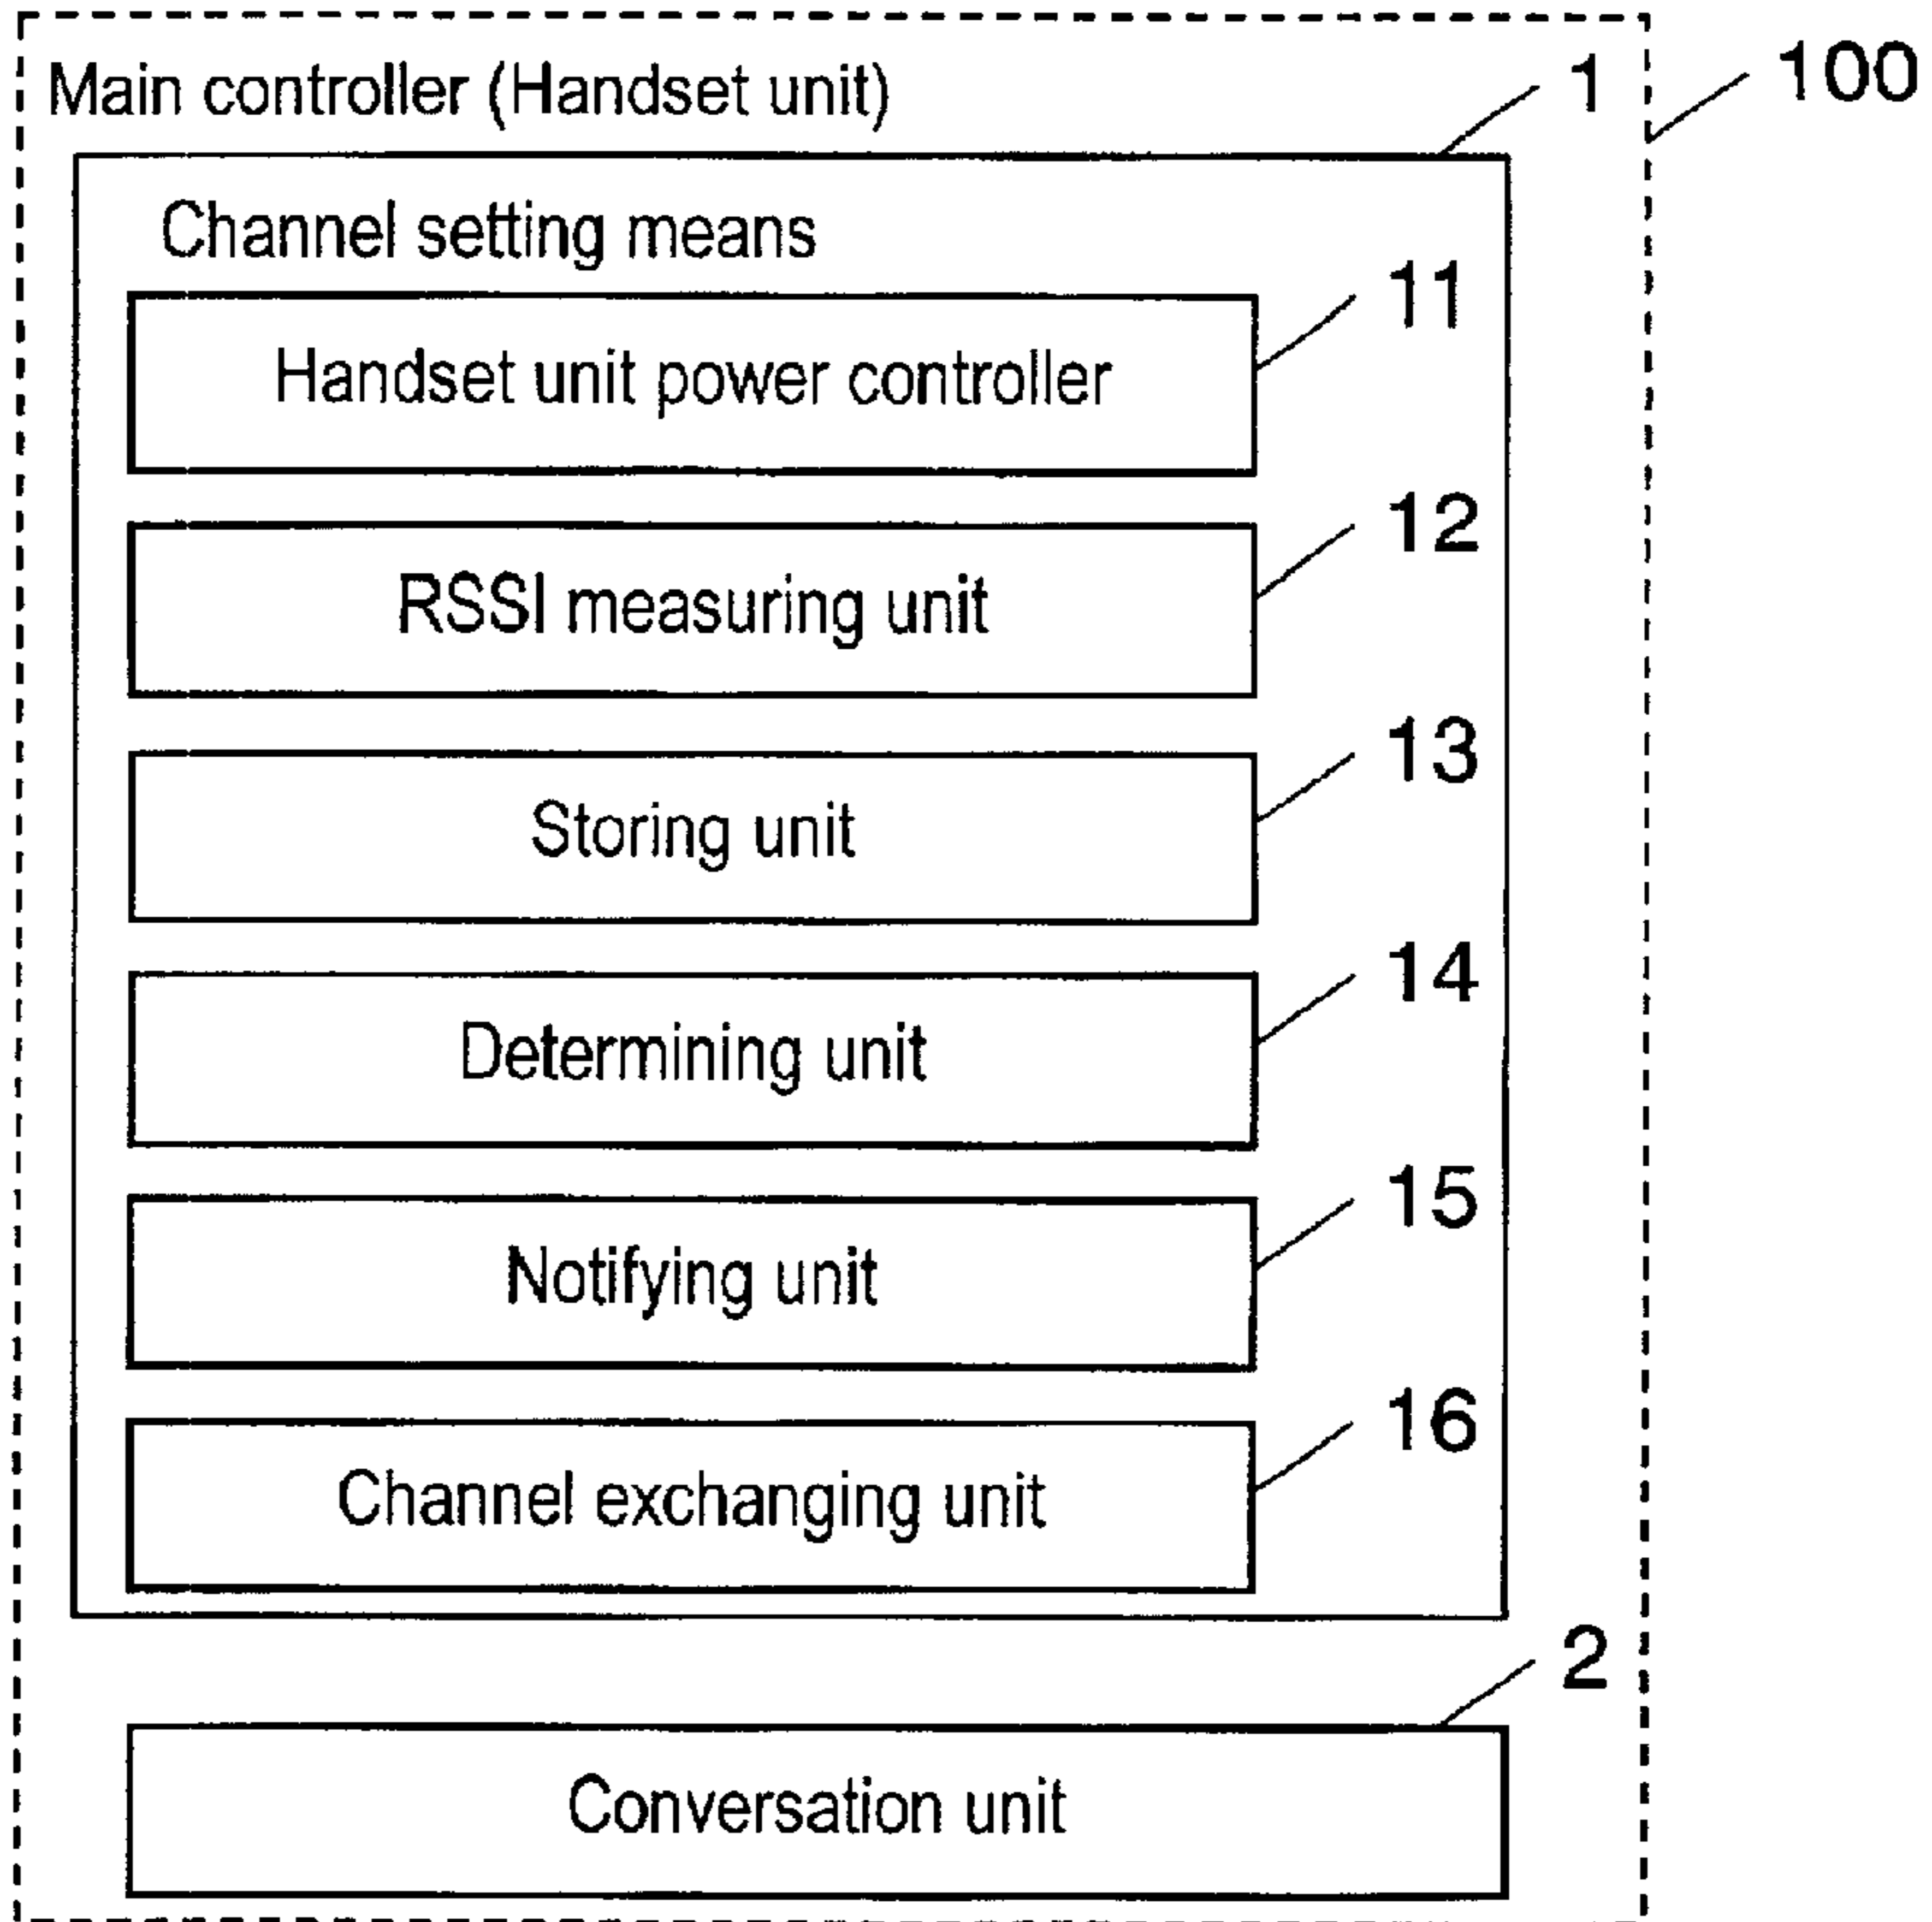 Main controller (Handset unit)
1
100
Channel setting means
11
Handset unit power controller
12
RSSI measuring unit
13
Storing unit
14
Determining unit
15
Notifying unit
16
Channel exchanging unit
2
Conversation unit